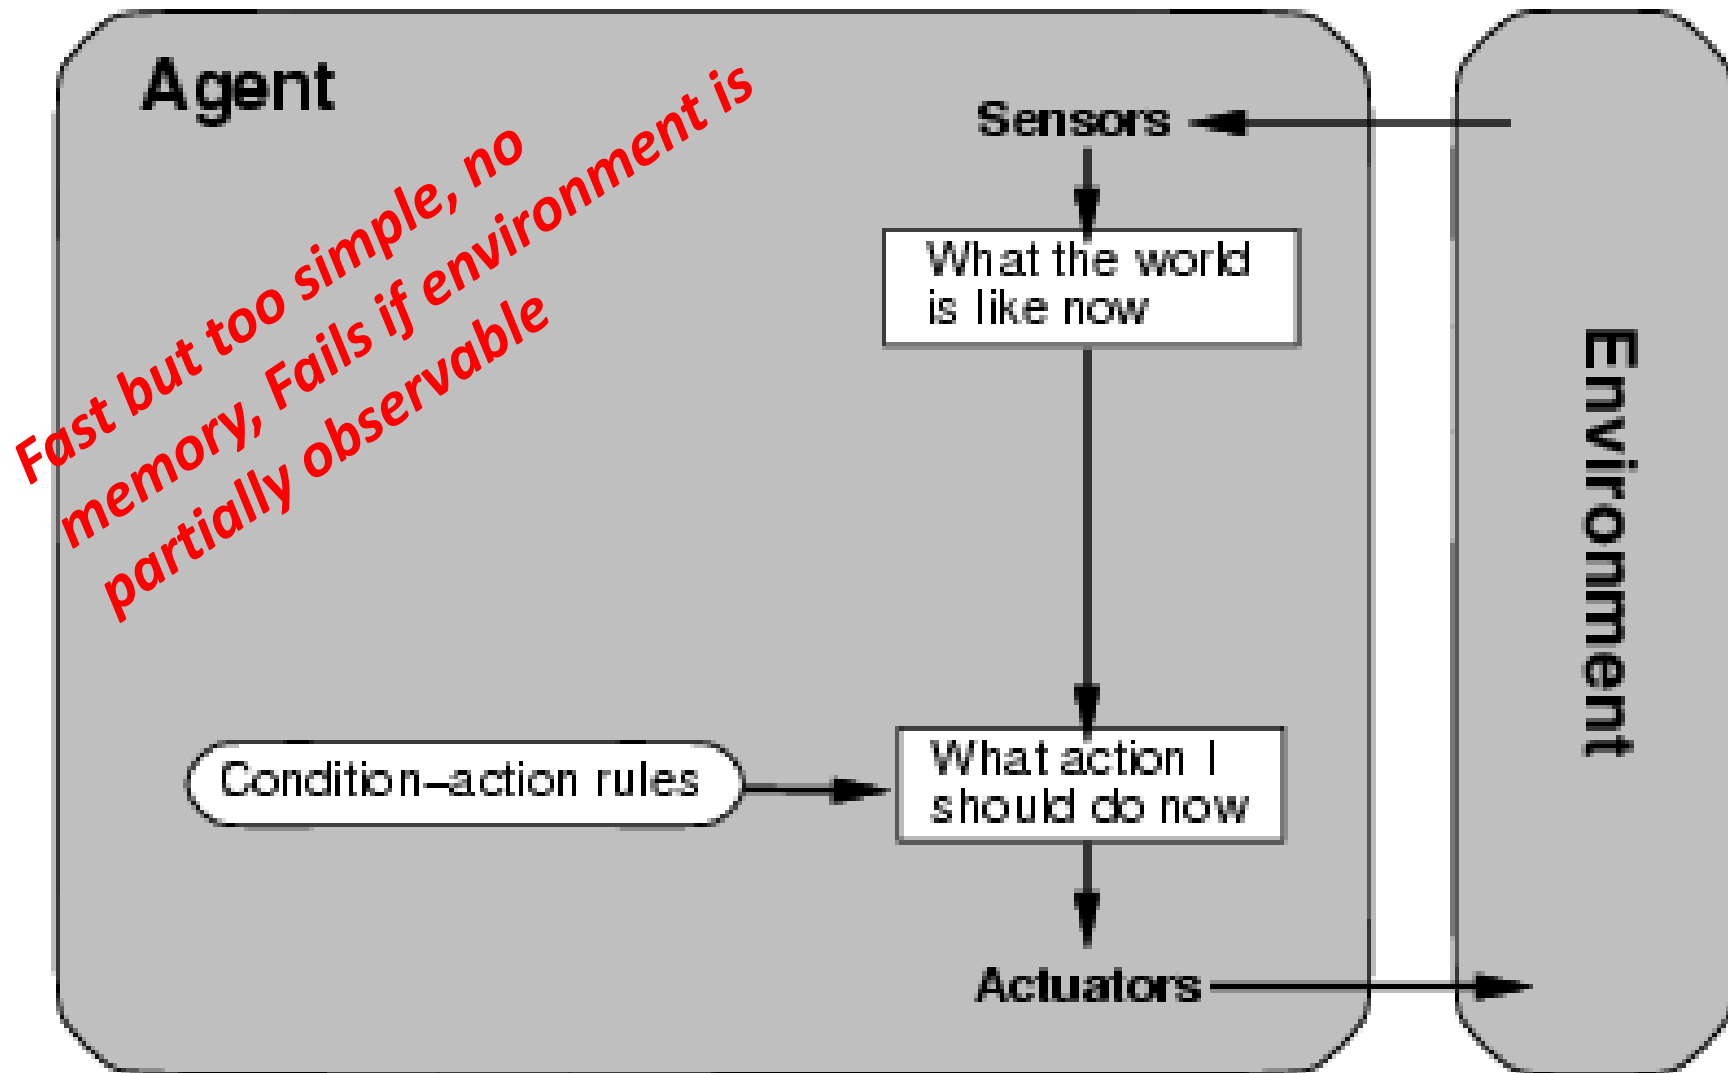 Agent
Fast but too simple, no
memory, Fails if environment is
partially observable
Sensors
What the world
is like now
Condition–action rules
What action I
should do now
Actuators
Environment